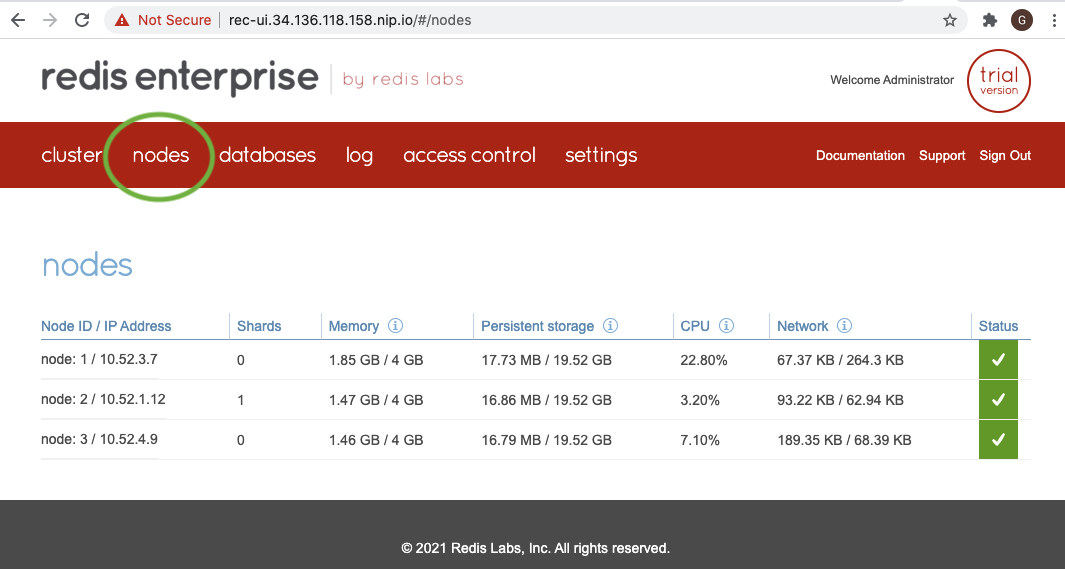 Not Secure rec-ui.34.136.118.158.nip.io/#/nodes G
redis enterprise by redis labs Welcome Administrator trial version
cluster nodes databases log access control settings Documentation Support Sign Out
nodes
Node ID / IP Address Shards Memory i Persistent storage i CPU i Network i Status
node: 1 / 10.52.3.7 0 1.85 GB / 4 GB 17.73 MB / 19.52 GB 22.80% 67.37 KB / 264.3 KB
node: 2 / 10.52.1.12 1 1.47 GB / 4 GB 16.86 MB / 19.52 GB 3.20% 93.22 KB / 62.94 KB
node: 3 / 10.52.4.9 0 1.46 GB / 4 GB 16.79 MB / 19.52 GB 7.10% 189.35 KB / 68.39 KB
© 2021 Redis Labs, Inc. All rights reserved.